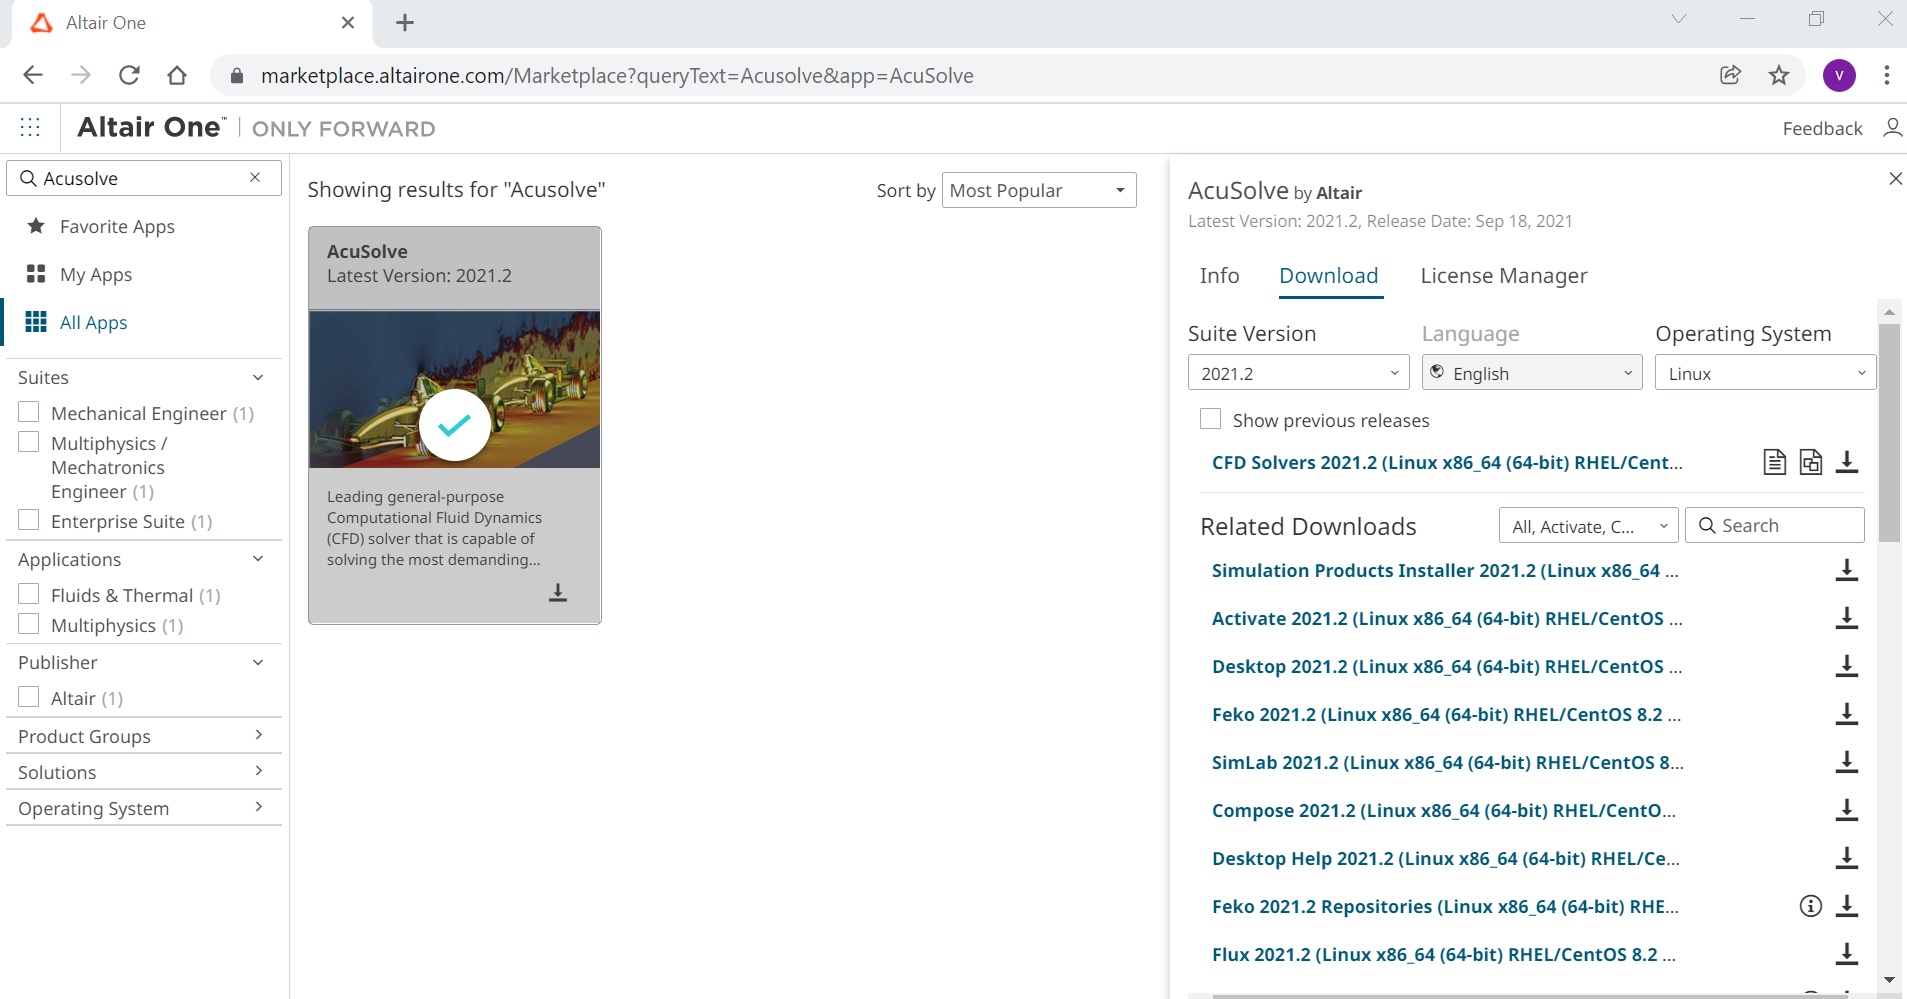 Altair One
marketplace.altairone.com/Marketplace?queryText=Acusolve&app=AcuSolve
V
Altair One™ | ONLY FORWARD
Feedback
Acusolve
Favorite Apps
My Apps
All Apps
Suites
Mechanical Engineer (1)
Multiphysics /
Mechatronics
Engineer (1)
Enterprise Suite (1)
Applications
Fluids & Thermal (1)
Multiphysics (1)
Publisher
Altair (1)
Product Groups
Solutions
Operating System
Showing results for "Acusolve"
Sort by Most Popular
AcuSolve
Latest Version: 2021.2
Leading general-purpose
Computational Fluid Dynamics
(CFD) solver that is capable of
solving the most demanding...
AcuSolve by Altair
Latest Version: 2021.2, Release Date: Sep 18, 2021
Info Download License Manager
Suite Version Language Operating System
2021.2 English Linux
Show previous releases
CFD Solvers 2021.2 (Linux x86_64 (64-bit) RHEL/Cent...
Related Downloads All, Activate, C... Search
Simulation Products Installer 2021.2 (Linux x86_64 ...
Activate 2021.2 (Linux x86_64 (64-bit) RHEL/CentOS ...
Desktop 2021.2 (Linux x86_64 (64-bit) RHEL/CentOS ...
Feko 2021.2 (Linux x86_64 (64-bit) RHEL/CentOS 8.2 ...
SimLab 2021.2 (Linux x86_64 (64-bit) RHEL/CentOS 8...
Compose 2021.2 (Linux x86_64 (64-bit) RHEL/CentO...
Desktop Help 2021.2 (Linux x86_64 (64-bit) RHEL/Ce...
Feko 2021.2 Repositories (Linux x86_64 (64-bit) RHE...
Flux 2021.2 (Linux x86_64 (64-bit) RHEL/CentOS 8.2 ...